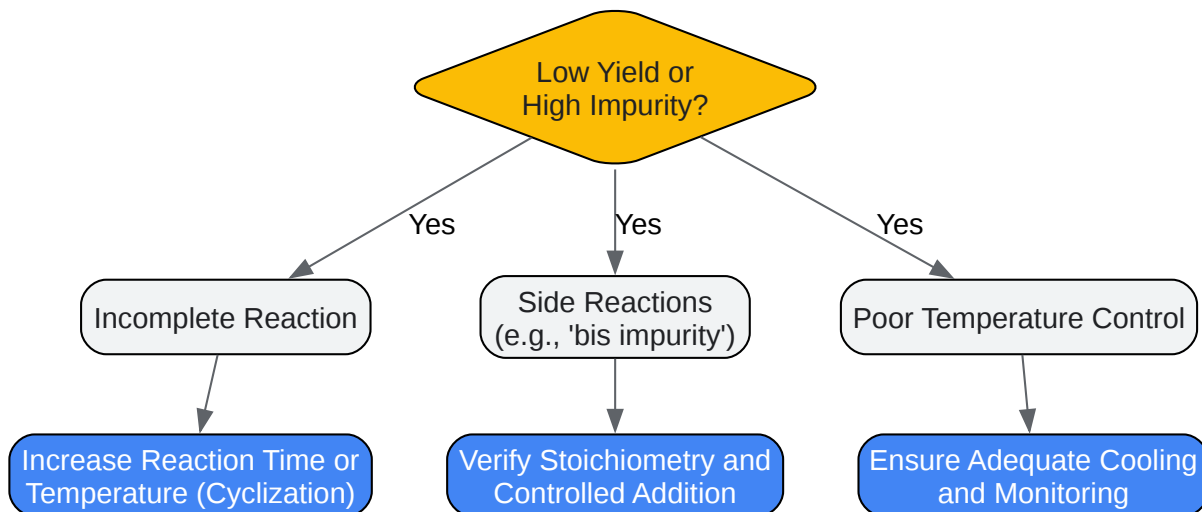 Low Yield or
High Impurity?
Yes
Yes
Yes
Incomplete Reaction
Side Reactions
(e.g., 'bis impurity')
Poor Temperature Control
Increase Reaction Time or
Temperature (Cyclization)
Verify Stoichiometry and
Controlled Addition
Ensure Adequate Cooling
and Monitoring